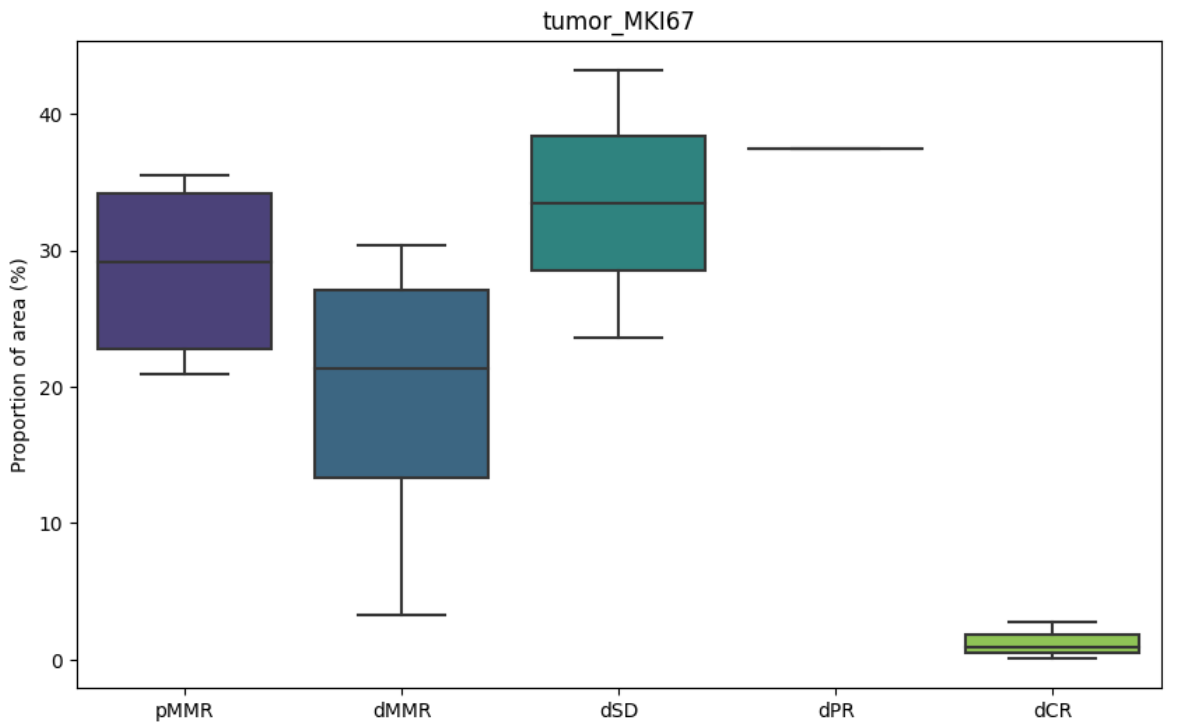 tumor_MKI67
Proportion of area (%)
40
30
20
10
0
pMMR dMMR dSD dPR dCR